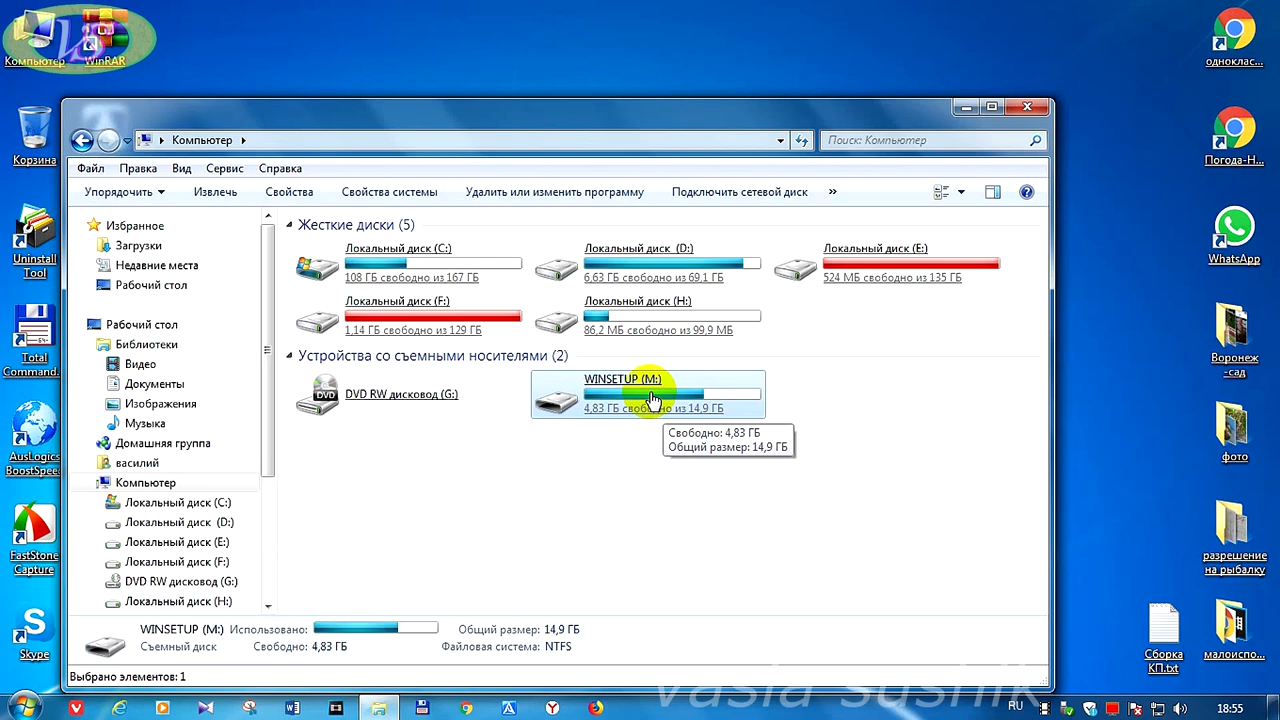 Компьютер
WinRAR
Корзина
Uninstall
Tool
Total
Command...
AusLogics
BoostSpeed
FastStone
Capture
Skype
Компьютер
Поиск: Компьютер
Файл Правка Вид Сервис Справка
Упорядочить Извлечь Свойства Свойства системы Удалить или изменить программу Подключить сетевой диск »
Избранное
Загрузки
Недавние места
Рабочий стол
Рабочий стол
Библиотеки
Видео
Документы
Изображения
Музыка
Домашняя группа
василий
Компьютер
Локальный диск (C:)
Локальный диск (D:)
Локальный диск (E:)
Локальный диск (F:)
DVD RW дисковод (G:)
Локальный диск (H:)
Жесткие диски (5)
Локальный диск (C:)
108 ГБ свободно из 167 ГБ
Локальный диск (D:)
6,63 ГБ свободно из 69,1 ГБ
Локальный диск (E:)
524 МБ свободно из 135 ГБ
Локальный диск (F:)
1,14 ГБ свободно из 129 ГБ
Локальный диск (H:)
86,2 МБ свободно из 99,9 МБ
Устройства со съемными носителями (2)
DVD
DVD RW дисковод (G:)
WINSETUP (M:)
4,83 ГБ свободно из 14,9 ГБ
Свободно: 4,83 ГБ
Общий размер: 14,9 ГБ
WINSETUP (M:) Использовано: Общий размер: 14,9 ГБ
Съемный диск Свободно: 4,83 ГБ Файловая система: NTFS
Выбрано элементов: 1
однокласс...
Погода-Н...
WhatsApp
Воронеж
-сад
фото
разрешение
на рыбалку
Сборка
КП.txt
малоиспо...
vasia sushik
RU
18:55